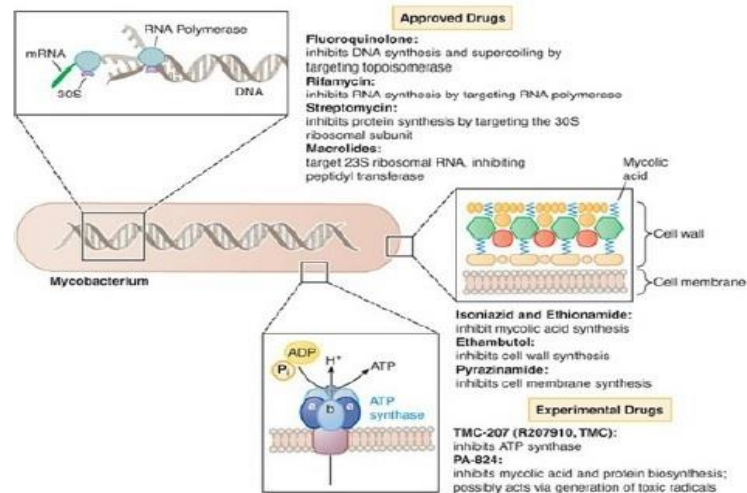 Approved Drugs
Fluoroquinolone:
inhibits DNA synthesis and supercoiling by
targeting topoisomerase
Rifamycin:
inhibits RNA synthesis by targeting RNA polymerase
Streptomycin:
inhibits protein synthesis by targeting the 30S
ribosomal subunit
Macrolides:
target 23S ribosomal RNA, inhibiting
peptidyl transferase
RNA Polymerase
mRNA
30S
DNA
Mycobacterium
Mycolic
acid
Cell wall
Cell membrane
Isoniazid and Ethionamide:
inhibit mycolic acid synthesis
Ethambutol:
inhibits cell wall synthesis
Pyrazinamide:
inhibits cell membrane synthesis
ADP
Pi
H+
ATP
ATP
synthase
a
b
a
Experimental Drugs
TMC-207 (R207910, TMC):
inhibits ATP synthase
PA-824:
inhibits mycolic acid and protein biosynthesis;
possibly acts via generation of toxic radicals